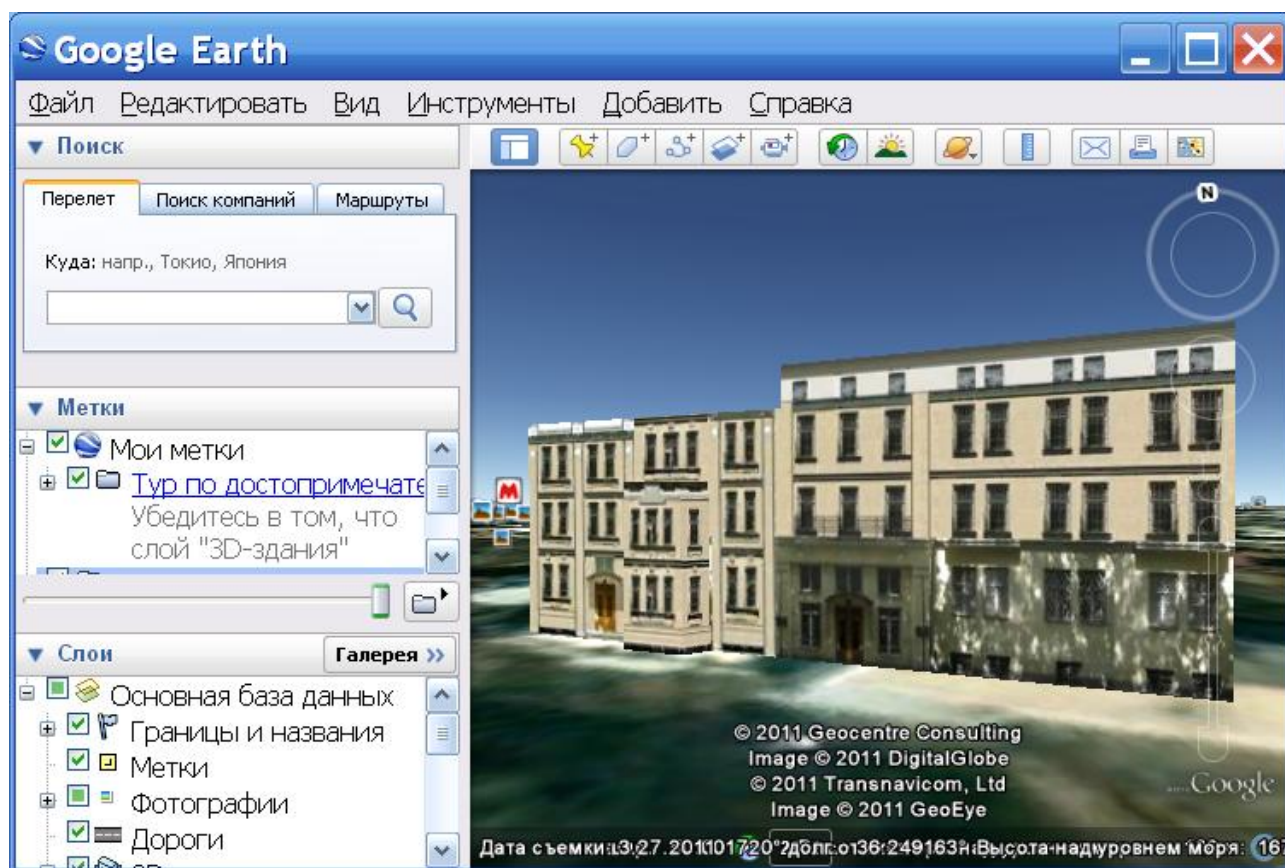 Google Earth
Файл Редактировать Вид Инструменты Добавить Справка
Поиск
Перелет Поиск компаний Маршруты
Куда: напр., Токио, Япония
Метки
Мои метки
Тур по достопримечате
Убедитесь в том, что
слой "3D-здания"
Слои Галерея »
Основная база данных
Границы и названия
Метки
Фотографии
Дороги
N
M
© 2011 Geocentre Consulting
Image © 2011 DigitalGlobe
© 2011 Transnavicom, Ltd
Image © 2011 GeoEye
Google
Дата съемки